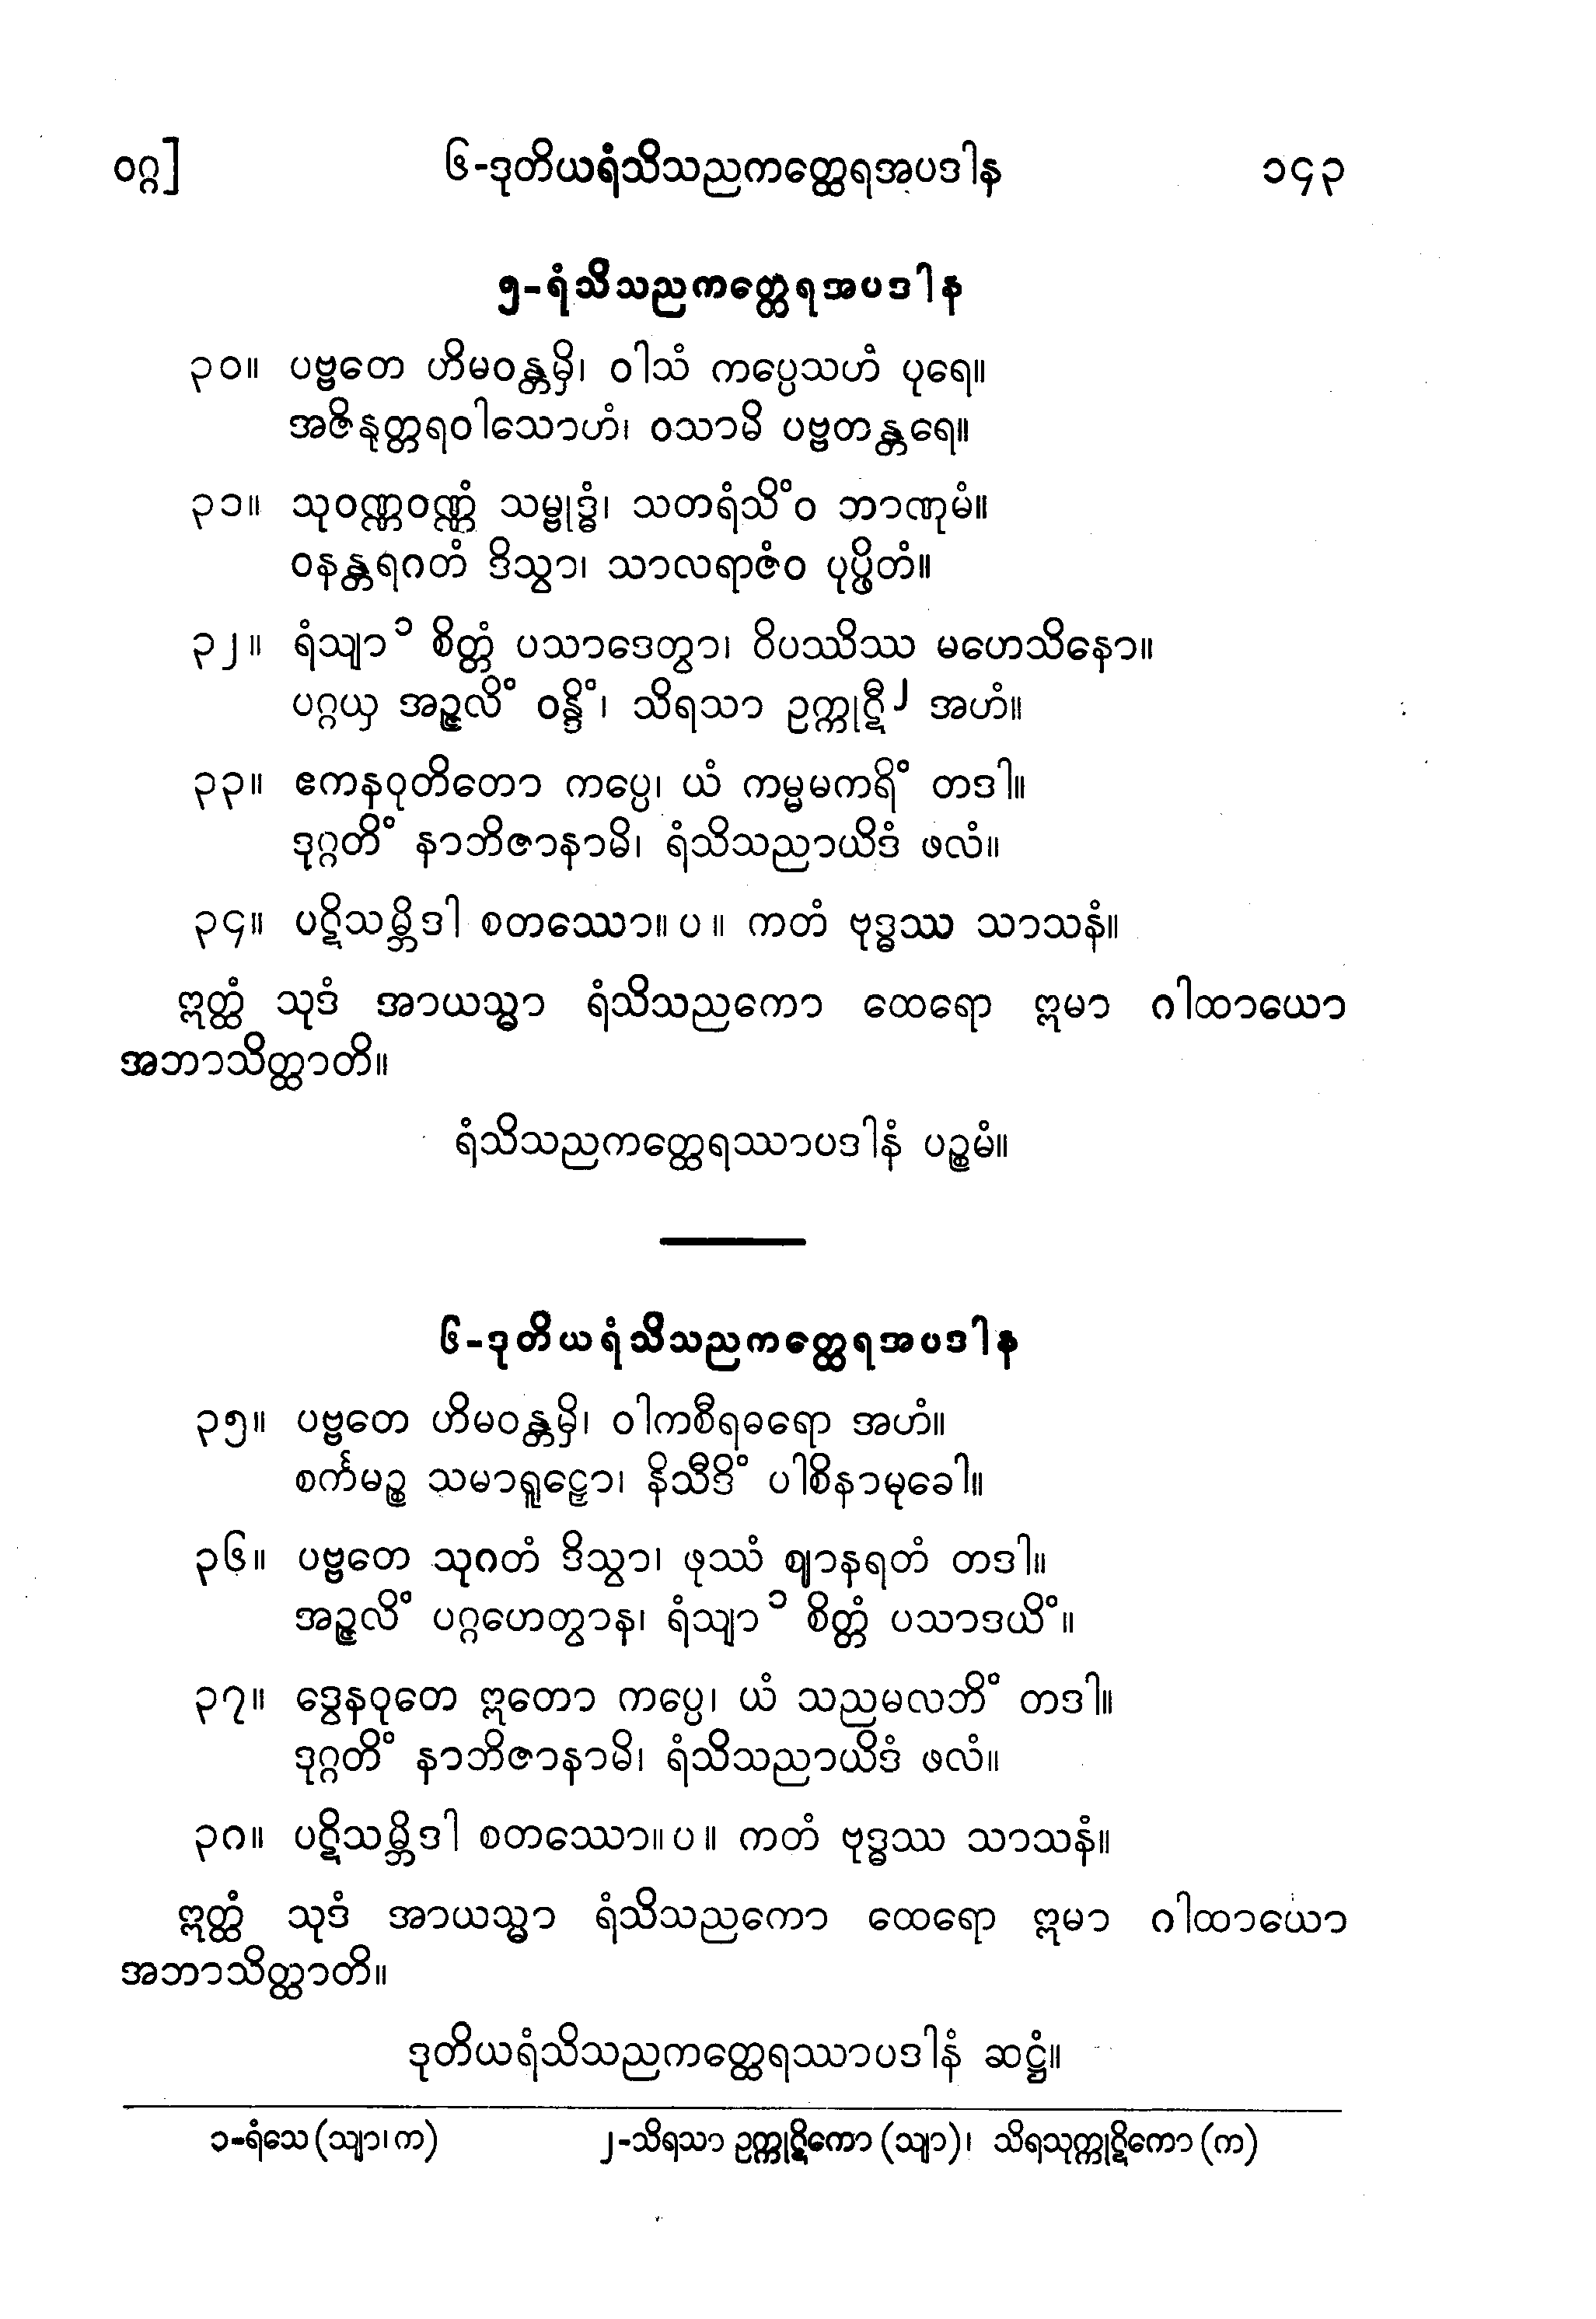 ဝဂ္ဂ] ၆-ဒုတိယရံသိသညကတ္ထေရအပဒါန ၁၄၃
၅-ရံသိသညကတ္ထေရအပဒါန
၃၀။ ပဗ္ဗတေ ဟိမဝန္တမှိ၊ ဝါသံ ကပ္ပေသဟံ ပုရေ။
အဇိနုတ္တရဝါသောဟံ၊ ဝသာမိ ပဗ္ဗတန္တရေ။
၃၁။ သုဝဏ္ဏဝဏ္ဏံ သမ္ဗုဒ္ဓံ၊ သတရံသိံဝ ဘာဏုမံ။
ဝနန္တရဂတံ ဒိသွာ၊ သာလရာဇံဝ ပုပ္ဖိတံ။
၃၂။ ရံသျာ ၁ စိတ္တံ ပသာဒေတွာ၊ ဝိပဿိဿ မဟေသိနော။
ပဂ္ဂယှ အဉ္ဇလိံ ဝန္ဒိံ၊ သိရသာ ဥက္ကုဋီ ၂ အဟံ။
၃၃။ ဧကနဝုတိတော ကပ္ပေ၊ ယံ ကမ္မမကရိံ တဒါ။
ဒုဂ္ဂတိံ နာဘိဇာနာမိ၊ ရံသိသညာယိဒံ ဖလံ။
၃၄။ ပဋိသမ္ဘိဒါ စတဿော။ ပ ။ ကတံ ဗုဒ္ဓဿ သာသနံ။
ဣတ္ထံ သုဒံ အာယသ္မာ ရံသိသညကော ထေရော ဣမာ ဂါထာယော
အဘာသိတ္ထာတိ။
ရံသိသညကတ္ထေရဿာပဒါနံ ပဉ္စမံ။
၆-ဒုတိယရံသိသညကတ္ထေရအပဒါန
၃၅။ ပဗ္ဗတေ ဟိမဝန္တမှိ၊ ဝါကစီရဓရော အဟံ။
စင်္ကမဉ္စ သမာရူဠှော၊ နိသီဒိံ ပါစိနာမုခေါ။
၃၆။ ပဗ္ဗတေ သုဂတံ ဒိသွာ၊ ဖုဿံ ဈာနရတံ တဒါ။
အဉ္ဇလိံ ပဂ္ဂဟေတွာန၊ ရံသျာ ၁ စိတ္တံ ပသာဒယိံ။
၃၇။ ဒွေနဝုတေ ဣတော ကပ္ပေ၊ ယံ သညမလဘိံ တဒါ။
ဒုဂ္ဂတိံ နာဘိဇာနာမိ၊ ရံသိသညာယိဒံ ဖလံ။
၃၈။ ပဋိသမ္ဘိဒါ စတဿော။ ပ ။ ကတံ ဗုဒ္ဓဿ သာသနံ။
ဣတ္ထံ သုဒံ အာယသ္မာ ရံသိသညကော ထေရော ဣမာ ဂါထာယော
အဘာသိတ္ထာတိ။
ဒုတိယရံသိသညကတ္ထေရဿာပဒါနံ ဆဋ္ဌံ။
၁-ရံသေ (သျာ၊ က) ၂-သိရသာ ဥက္ကုဋိကော (သျာ)၊ သိရသုက္ကုဋိကော (က)